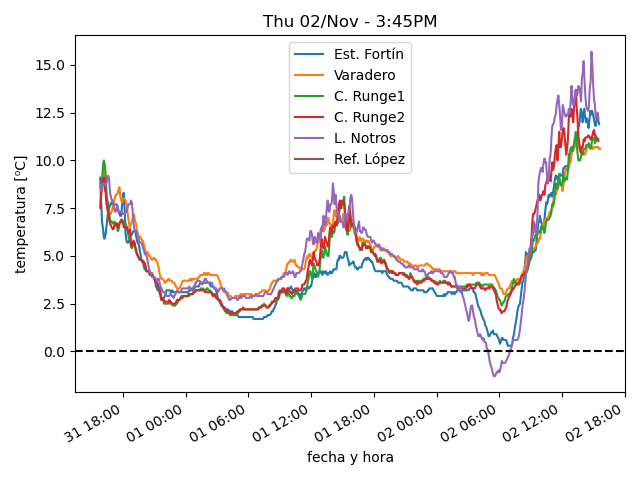 Thu 02/Nov - 3:45PM
Est. Fortín
Varadero
C. Runge1
C. Runge2
L. Notros
Ref. López
temperatura [°C]
15.0
12.5
10.0
7.5
5.0
2.5
0.0
31 18:00
01 00:00
01 06:00
01 12:00
01 18:00
02 00:00
02 06:00
02 12:00
02 18:00
fecha y hora